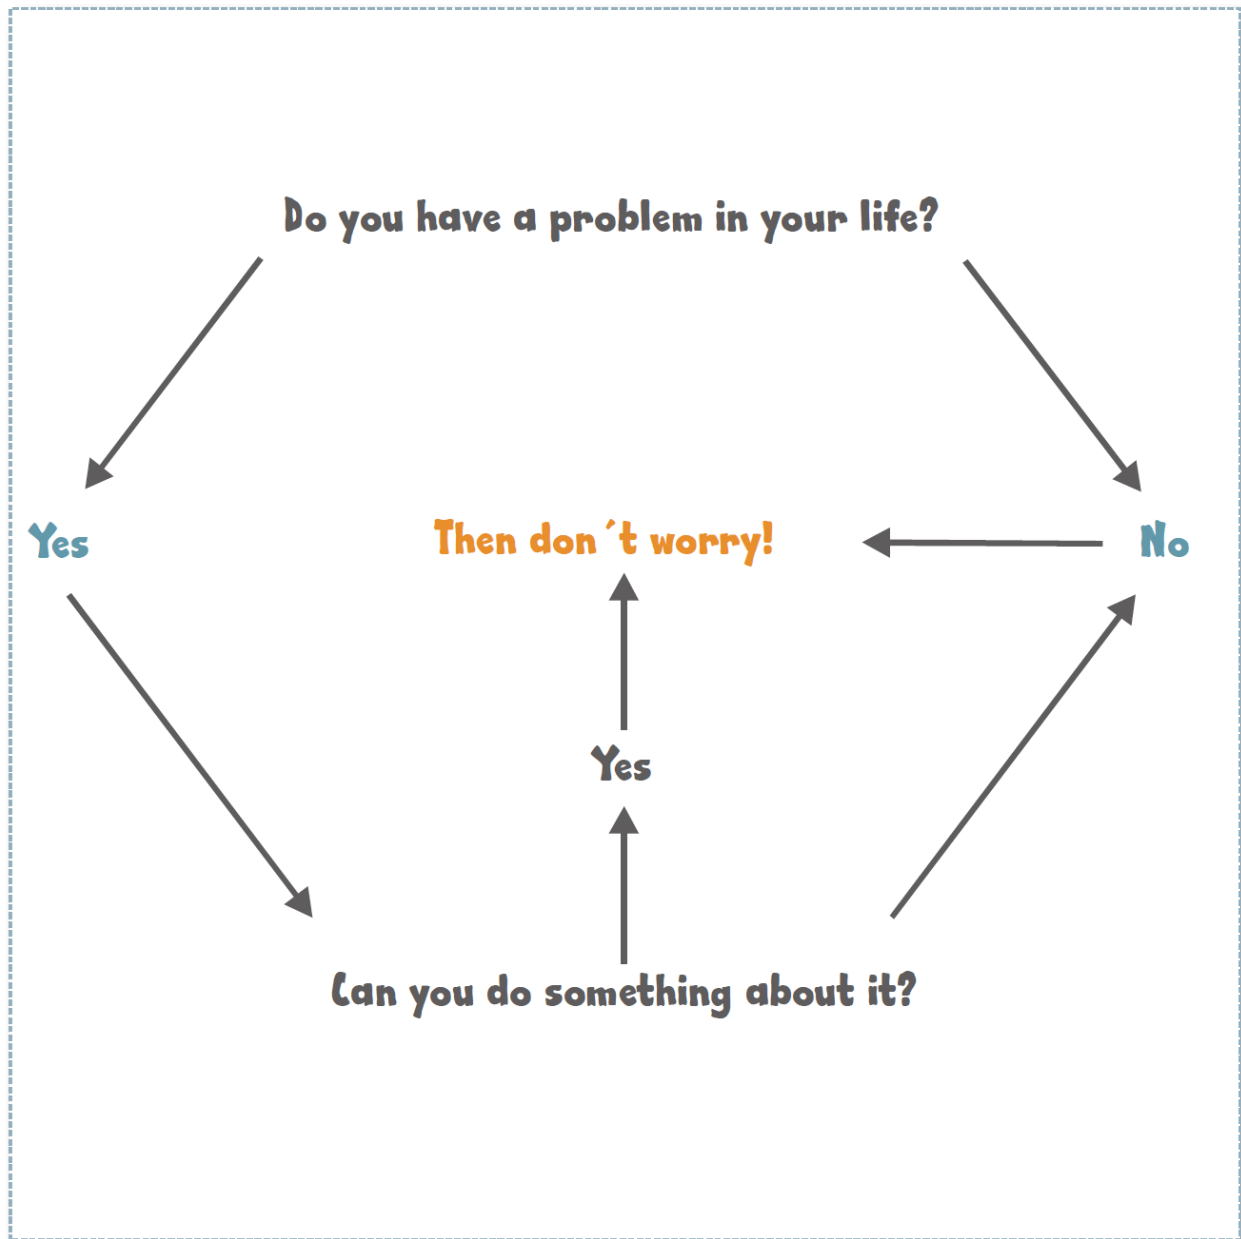 Do you have a problem in your life?
Yes
Then don´t worry!
No
Yes
Can you do something about it?